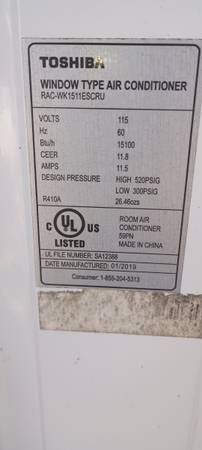 TOSHIBA
WINDOW TYPE AIR CONDITIONER
RAC-WK1511ESCRU
VOLTS 115
Hz 60
Btu/h 15100
CEER 11.8
AMPS 11.5
DESIGN PRESSURE HIGH 520PSIG
LOW 300PSIG
R410A 26.46ozs
C UL US
LISTED
ROOM AIR
CONDITIONER
59PN
MADE IN CHINA
UL FILE NUMBER: SA12388
DATE MANUFACTURED: 01/2019
Consumer: 1-855-204-5313